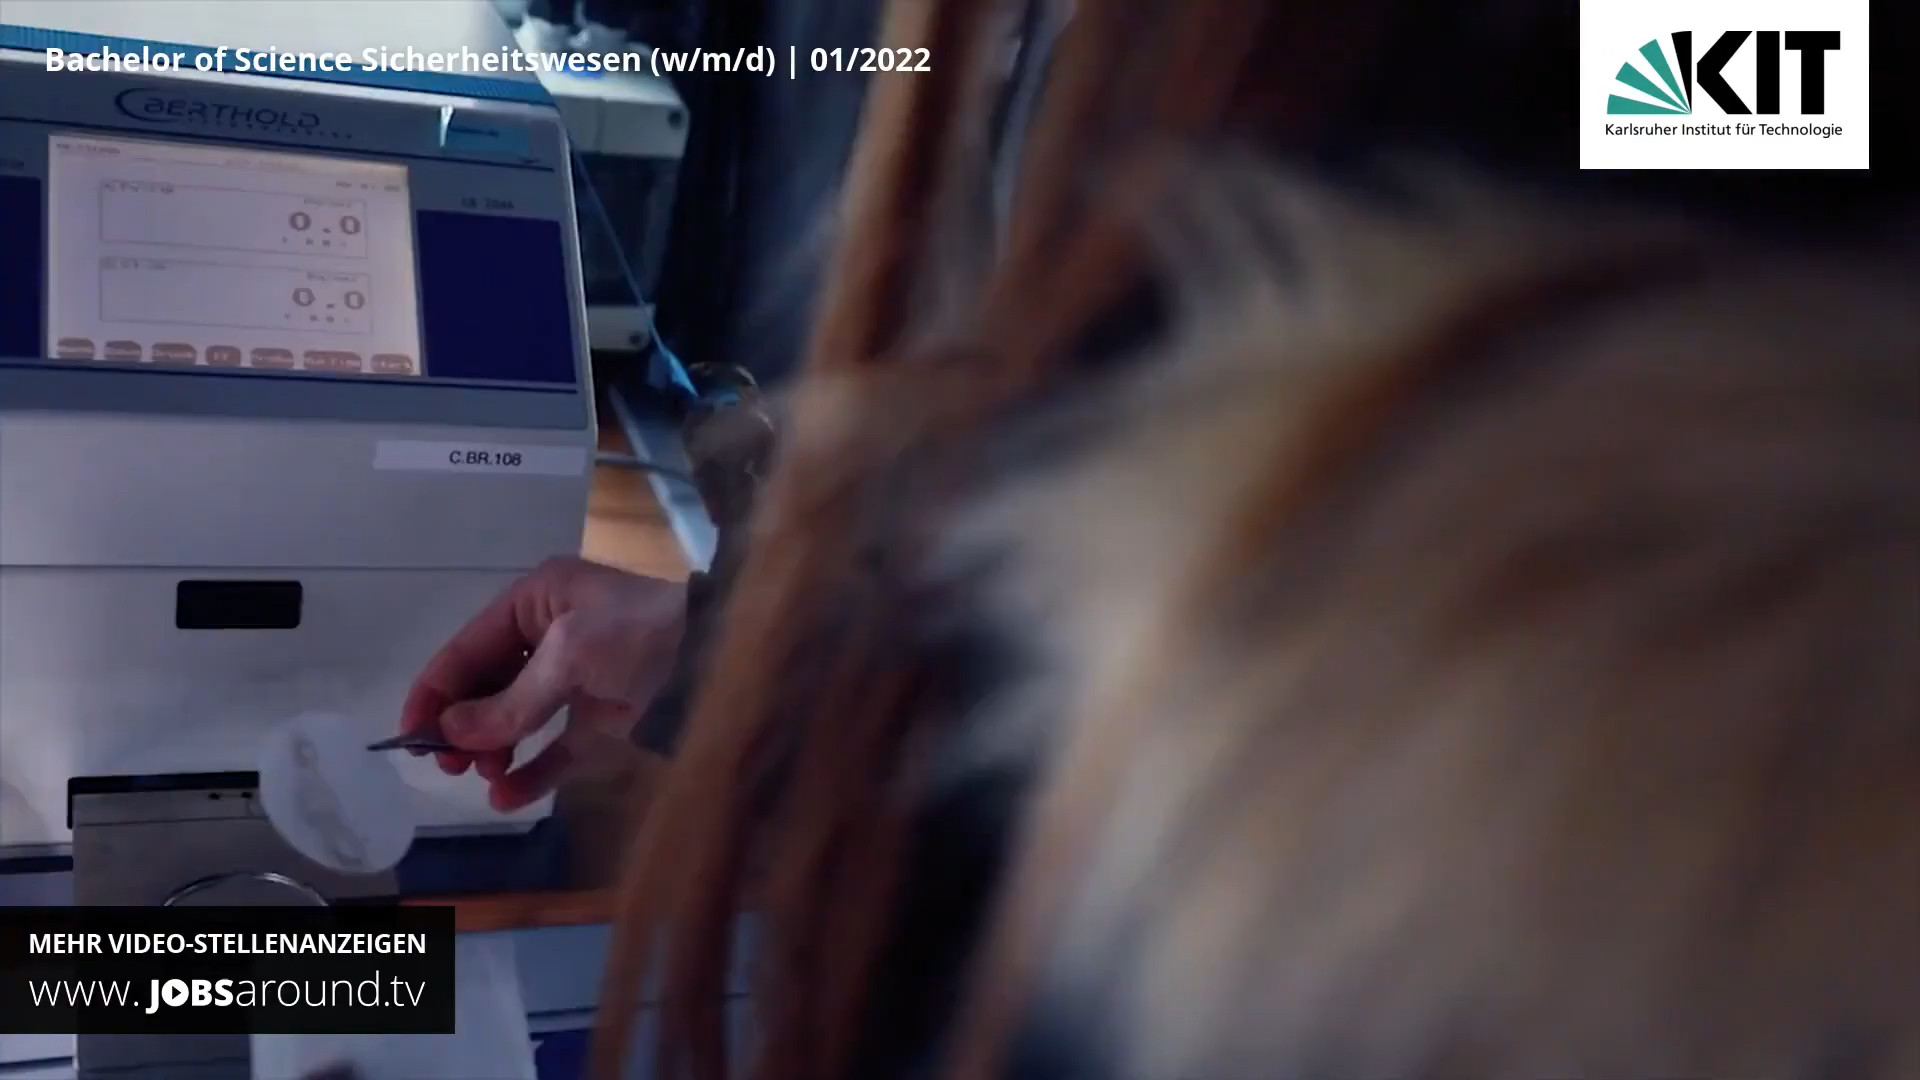 Bachelor of Science Sicherheitswesen (w/m/d) | 01/2022
KIT
Karlsruher Institut für Technologie
BERTHOLD
0.0
0.0
C.BR.108
MEHR VIDEO-STELLENANZEIGEN
www.JOBSaround.tv